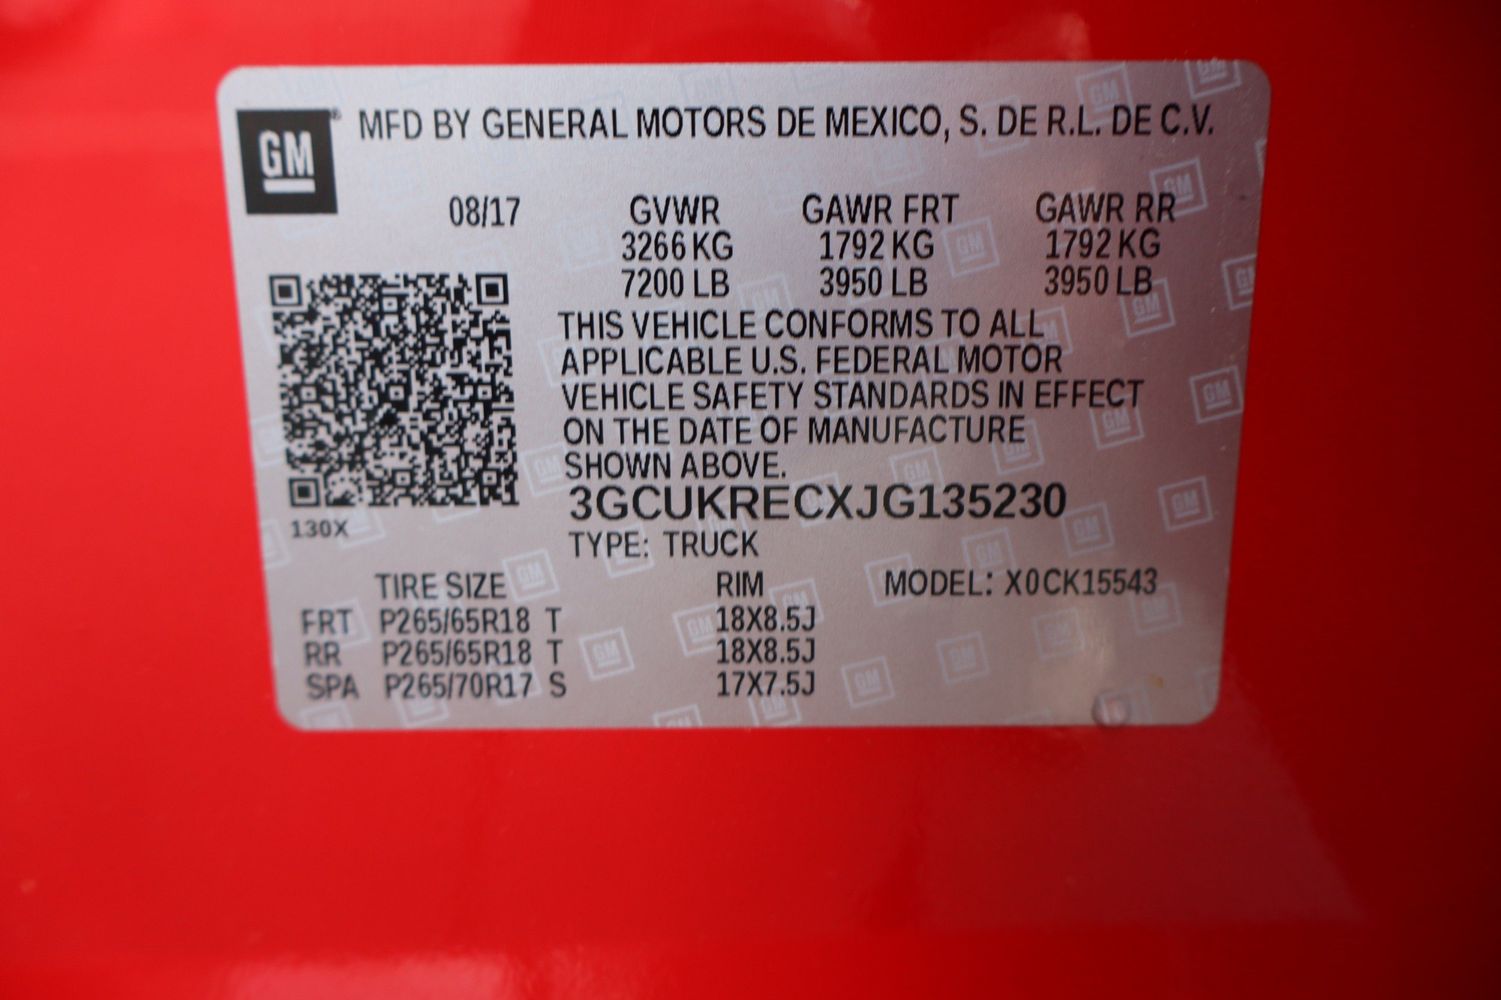 GM® MFD BY GENERAL MOTORS DE MEXICO, S. DE R.L. DE C.V.
08/17 GVWR GAWR FRT GAWR RR
3266 KG 1792 KG 1792 KG
7200 LB 3950 LB 3950 LB
THIS VEHICLE CONFORMS TO ALL
APPLICABLE U.S. FEDERAL MOTOR
VEHICLE SAFETY STANDARDS IN EFFECT
ON THE DATE OF MANUFACTURE
SHOWN ABOVE.
3GCUKRECXJG135230
130X
TYPE: TRUCK
TIRE SIZE RIM MODEL: X0CK15543
FRT P265/65R18 T 18X8.5J
RR P265/65R18 T 18X8.5J
SPA P265/70R17 S 17X7.5J